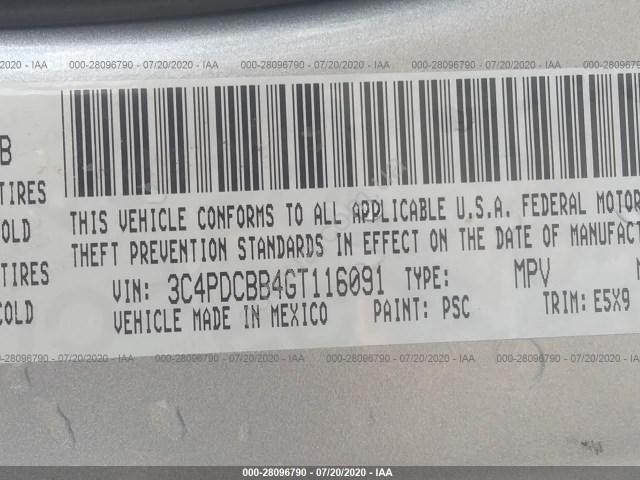 000-28096790 - 07/20/2020 - IAA
B
TIRES
OLD
COLD
THIS VEHICLE CONFORMS TO ALL APPLICABLE U.S.A. FEDERAL MOTOR
THEFT PREVENTION STANDARDS IN EFFECT ON THE DATE OF MANUFACT
VIN: 3C4PDCBB4GT116091 TYPE: MPV
VEHICLE MADE IN MEXICO PAINT: PSC TRIM: E5X9
000-28096790 - 07/20/2020 - IAA
000-28096790 - 07/20/2020 - IAA